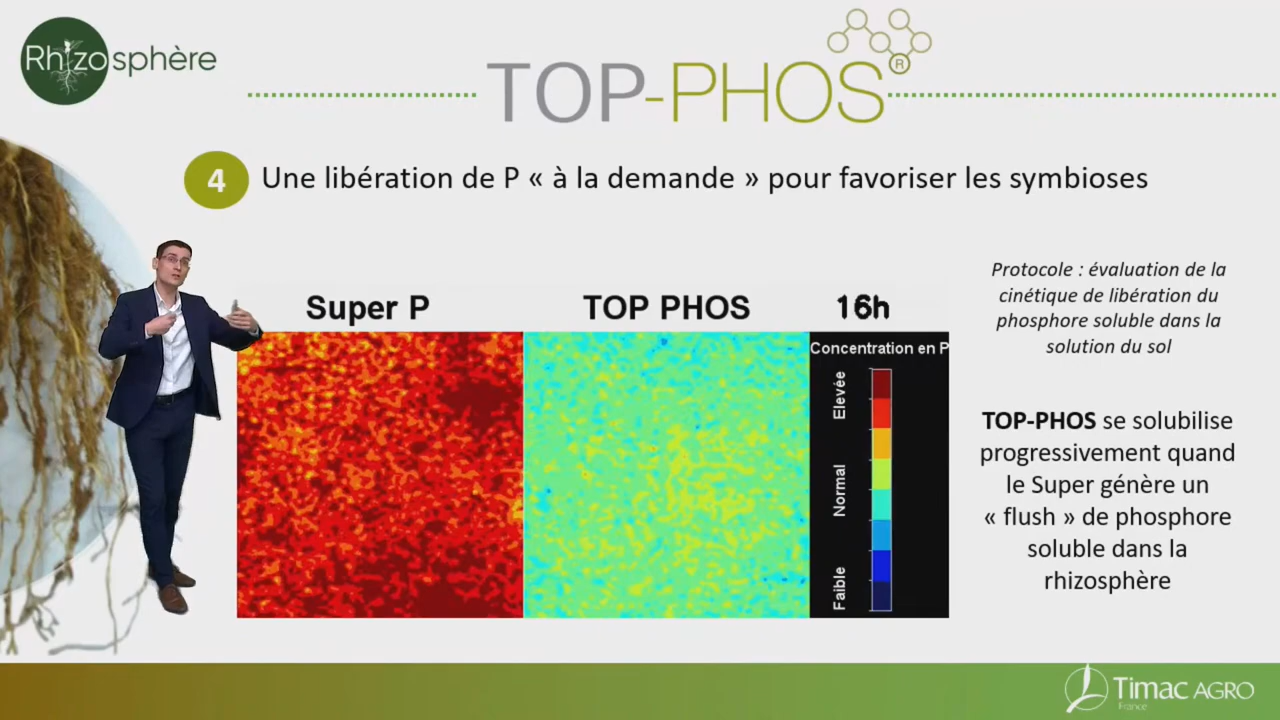 Rhizosphère
TOP-PHOS®
4 Une libération de P « à la demande » pour favoriser les symbioses
Super P
TOP PHOS
16h
Concentration en P
Elevée
Normal
Faible
Protocole : évaluation de la
cinétique de libération du
phosphore soluble dans la
solution du sol
TOP-PHOS se solubilise
progressivement quand
le Super génère un
« flush » de phosphore
soluble dans la
rhizosphère
Timac AGRO
France